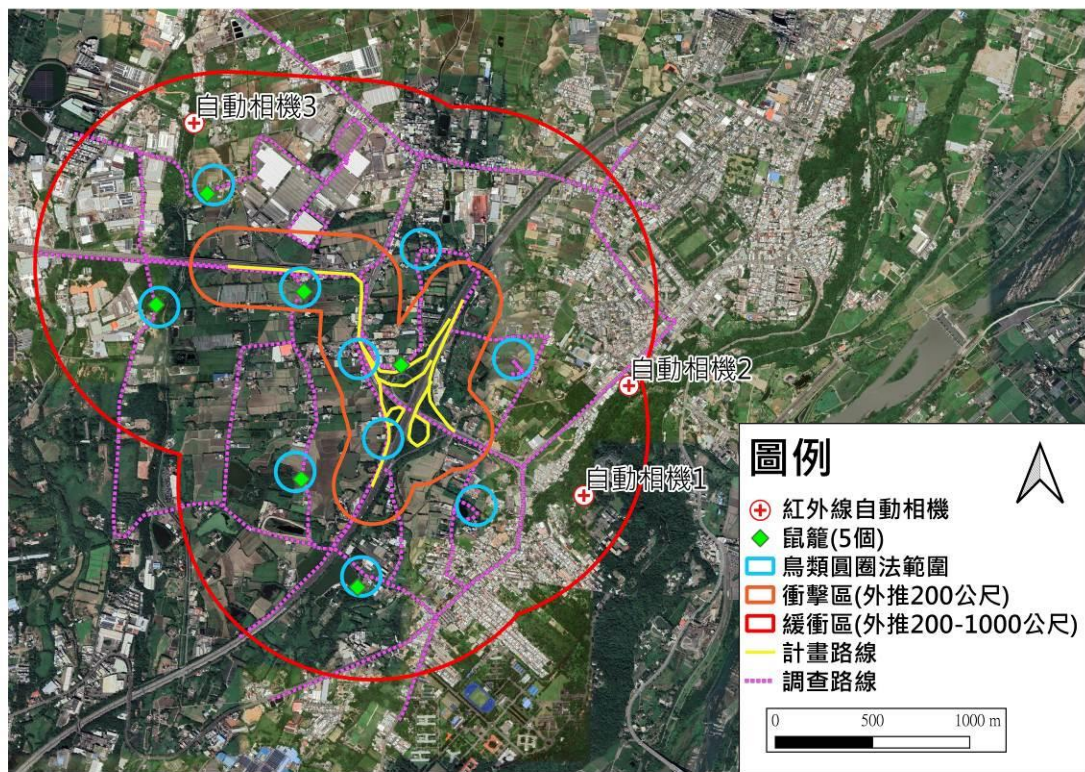 自動相機3
自動相機2
自動相機1
圖例
紅外線自動相機
鼠籠(5個)
鳥類圓圈法範圍
衝擊區(外推200公尺)
緩衝區(外推200-1000公尺)
計畫路線
調查路線
0 500 1000 m